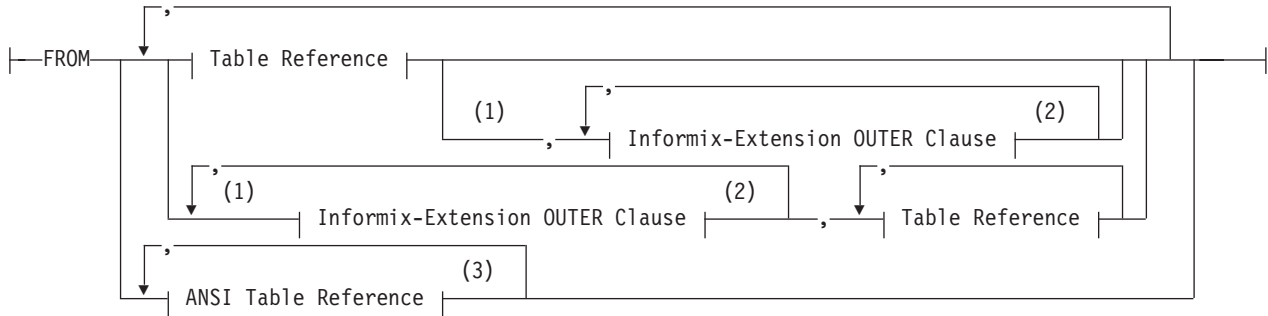 ,
FROM Table Reference
,
(1) (2)
, Informix-Extension OUTER Clause
, ,
(1) (2)
Informix-Extension OUTER Clause , Table Reference
,
(3)
ANSI Table Reference